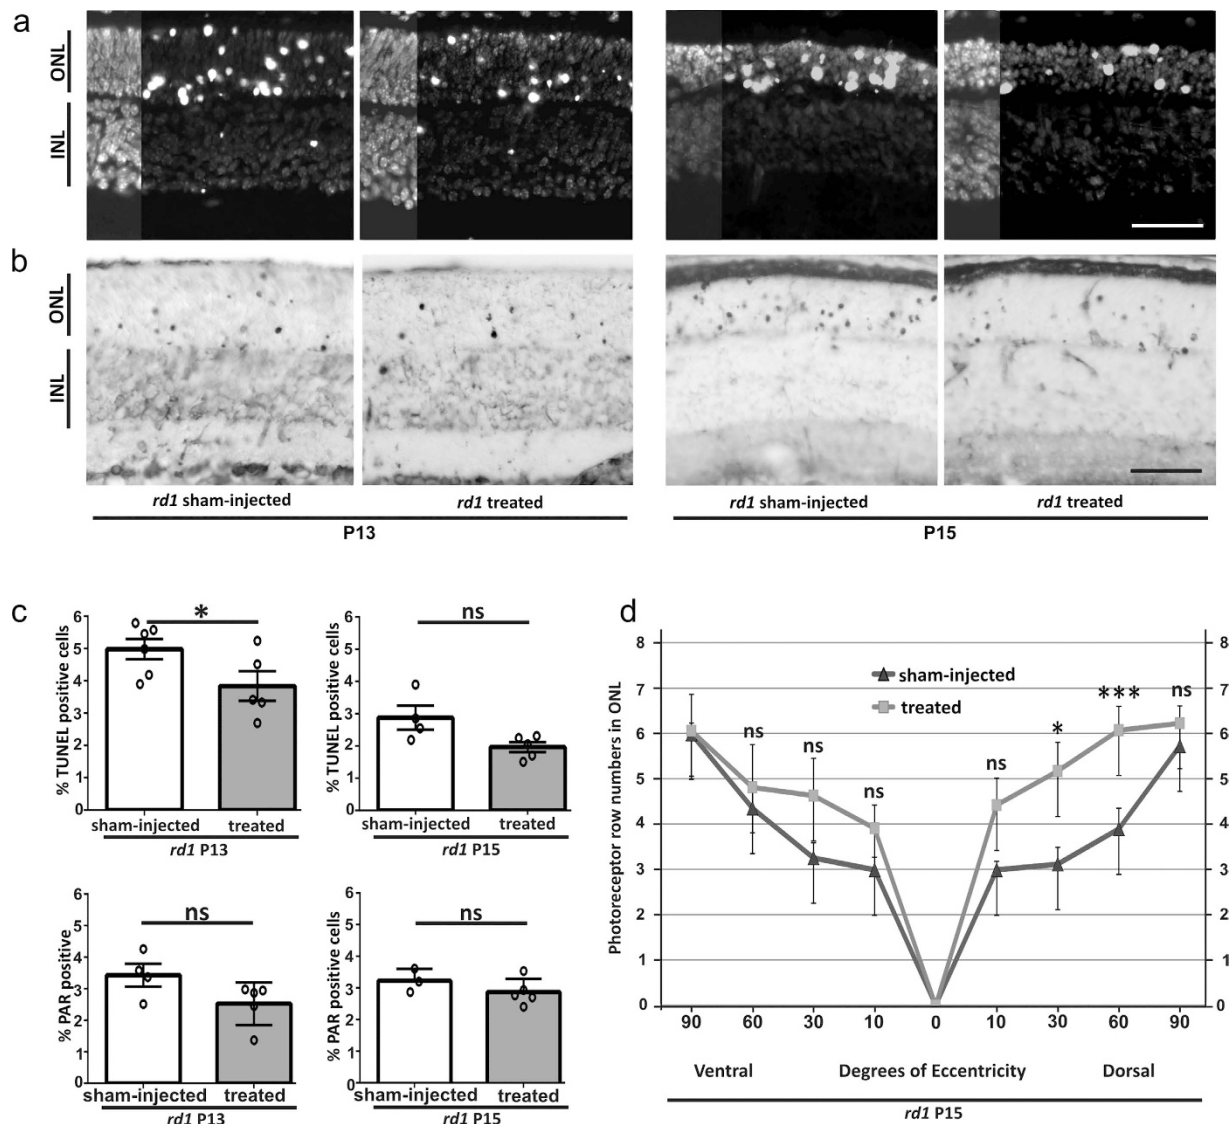 a
ONL
INL
b
ONL
INL
rd1 sham-injected
rd1 treated
rd1 sham-injected
rd1 treated
P13
P15
c
% TUNEL positive cells
6
5
4
3
2
1
0
*
sham-injected
treated
rd1 P13
% TUNEL positive cells
6
5
4
3
2
1
0
ns
sham-injected
treated
rd1 P15
% PAR positive
6
5
4
3
2
1
0
ns
sham-injected
treated
rd1 P13
% PAR positive cells
6
5
4
3
2
1
0
ns
sham-injected
treated
rd1 P15
d
Photoreceptor row numbers in ONL
8
7
6
5
4
3
2
1
0
sham-injected
treated
ns
ns
ns
ns
*
***
ns
8
7
6
5
4
3
2
1
0
90 60 30 10 0 10 30 60 90
Ventral Degrees of Eccentricity Dorsal
rd1 P15